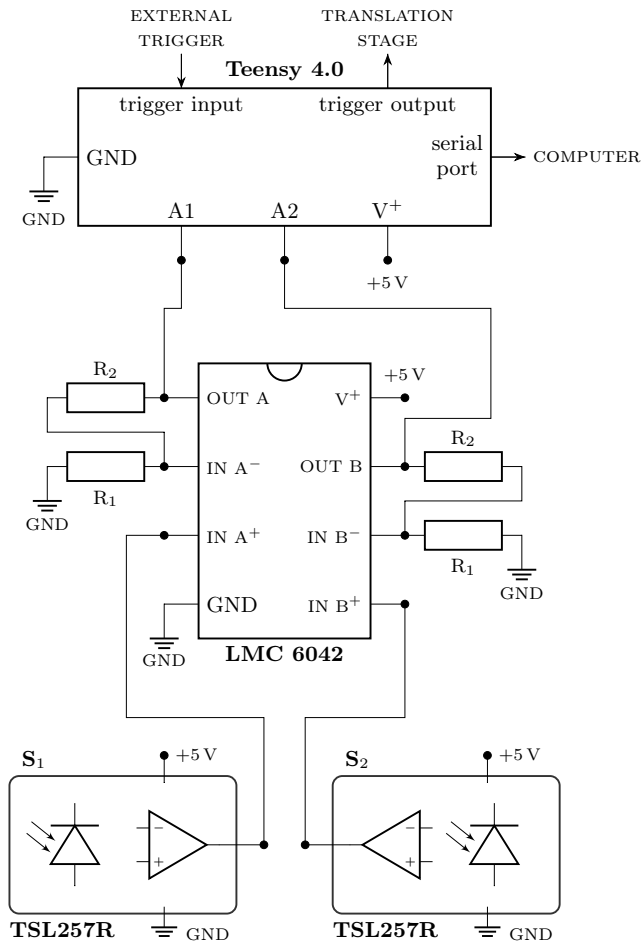 EXTERNAL
TRIGGER
TRANSLATION
STAGE
Teensy 4.0
trigger input
trigger output
GND
serial
port
COMPUTER
GND
A1
A2
V⁺
+5 V
R₂
OUT A
V⁺
+5 V
R₂
IN A⁻
OUT B
R₁
GND
IN A⁺
IN B⁻
R₁
GND
IN B⁺
GND
GND
LMC 6042
S₁
+5 V
S₂
+5 V
−
+
−
+
TSL257R
GND
TSL257R
GND